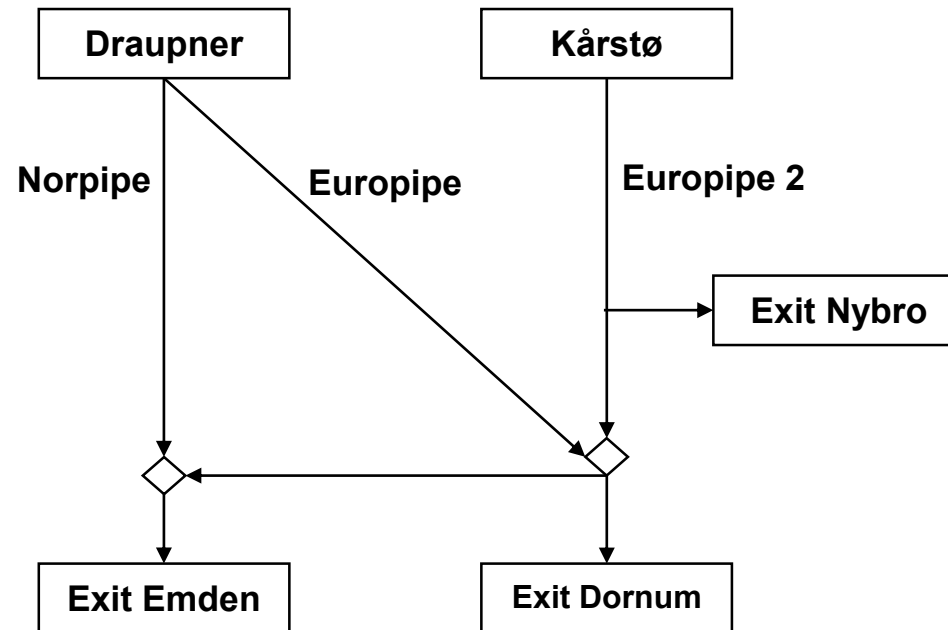 Draupner
Kårstø
Norpipe
Europipe
Europipe 2
Exit Nybro
Exit Emden
Exit Dornum